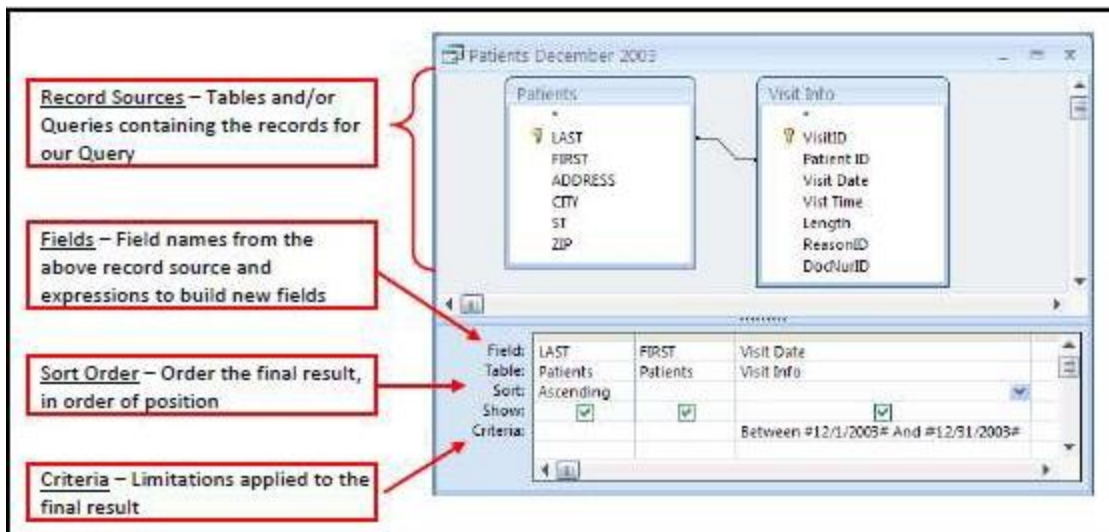 Record Sources – Tables and/or
Queries containing the records for
our Query
Fields – Field names from the
above record source and
expressions to build new fields
Sort Order – Order the final result,
in order of position
Criteria – Limitations applied to the
final result
Patients December 2003
Patients
*
LAST
FIRST
ADDRESS
CITY
ST
ZIP
Visit Info
*
VisitID
Patient ID
Visit Date
Vist Time
Length
ReasonID
DocNurID
Field: LAST FIRST Visit Date
Table: Patients Patients Visit Info
Sort: Ascending
Show:
Criteria: Between #12/1/2003# And #12/31/2003#